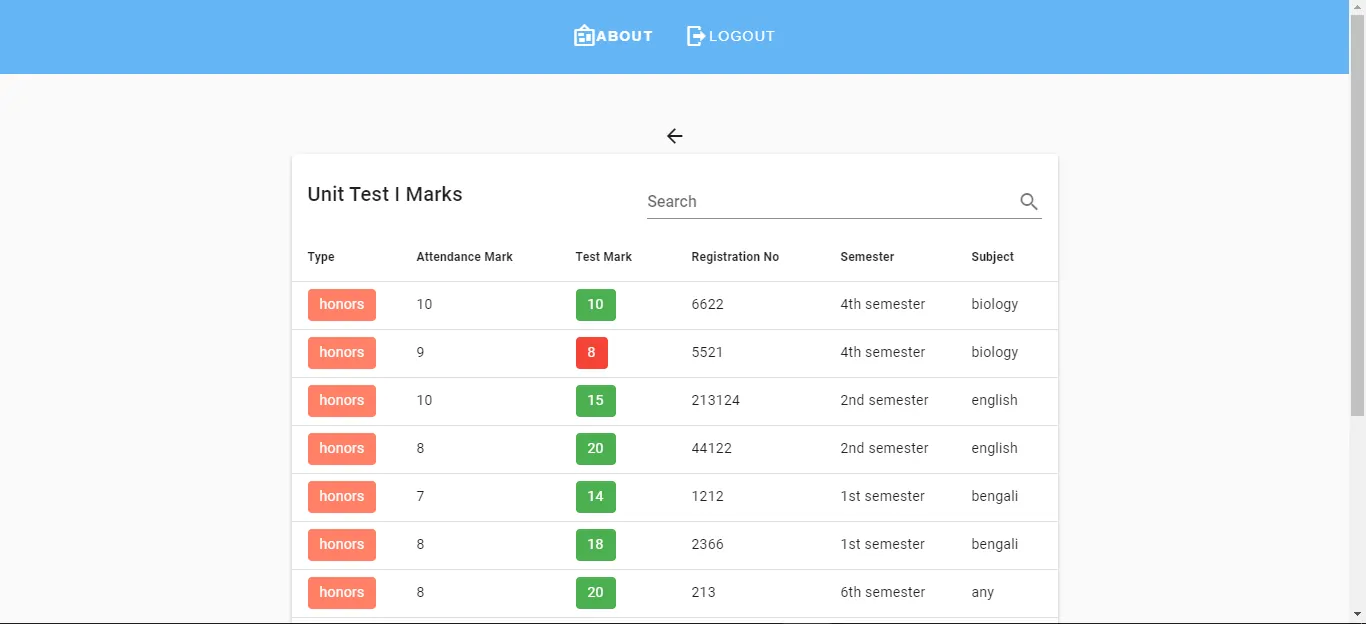 ABOUT LOGOUT
Unit Test I Marks
Search
Type Attendance Mark Test Mark Registration No Semester Subject
honors 10 10 6622 4th semester biology
honors 9 8 5521 4th semester biology
honors 10 15 213124 2nd semester english
honors 8 20 44122 2nd semester english
honors 7 14 1212 1st semester bengali
honors 8 18 2366 1st semester bengali
honors 8 20 213 6th semester any